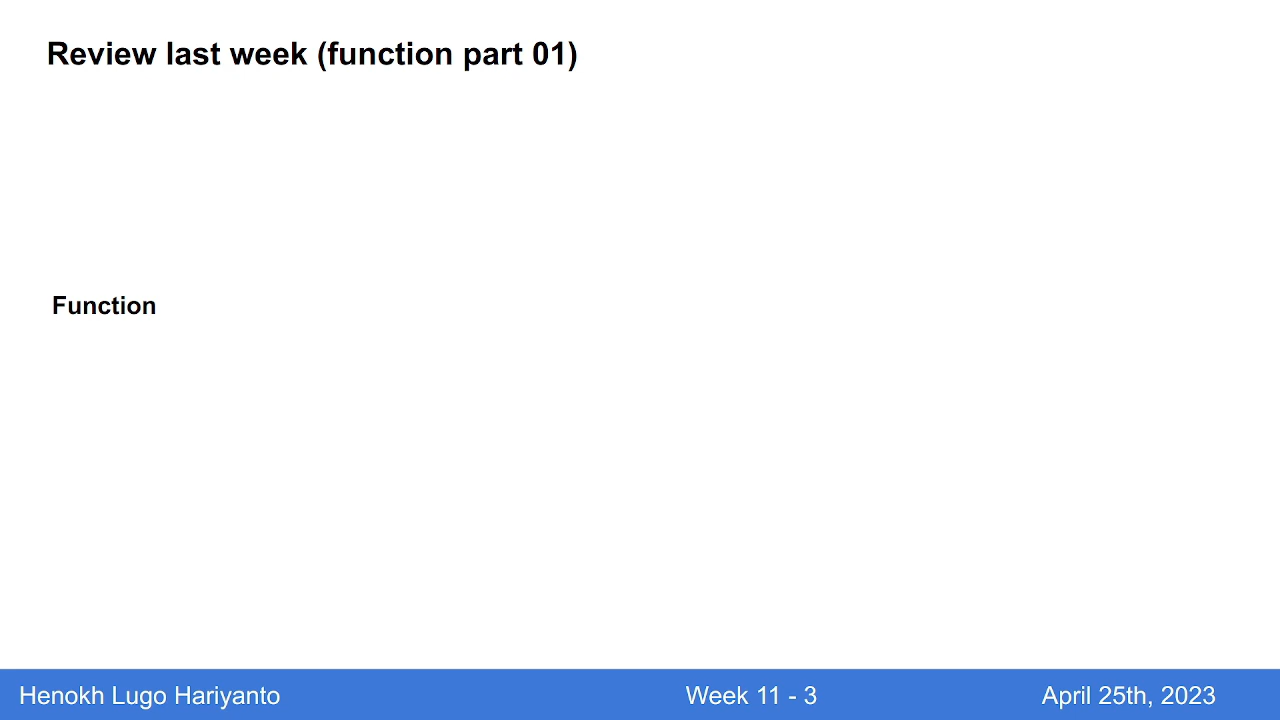 Review last week (function part 01)
Function
Henokh Lugo Hariyanto
Week 11 - 3
April 25th, 2023